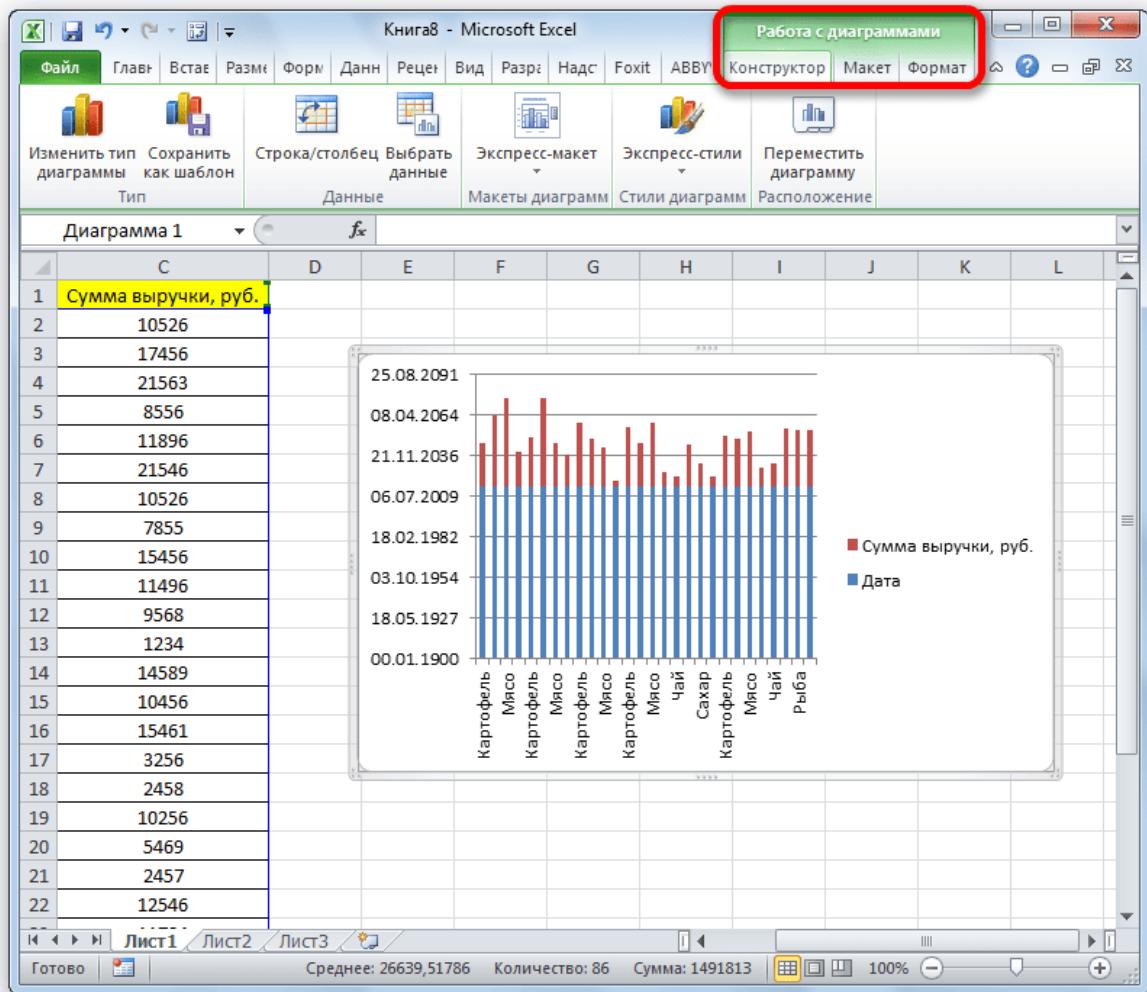 Книга8 - Microsoft Excel
Работа с диаграммами
Файл Главн Встав Разме Форм Данн Рецен Вид Разра Надс Foxit ABBY Конструктор Макет Формат
Изменить тип диаграммы
Сохранить как шаблон
Строка/столбец
Выбрать данные
Экспресс-макет
Экспресс-стили
Переместить диаграмму
Тип Данные Макеты диаграмм Стили диаграмм Расположение
Диаграмма 1 fx
C D E F G H I J K L
1 Сумма выручки, руб.
2 10526
3 17456
4 21563
5 8556
6 11896
7 21546
8 10526
9 7855
10 15456
11 11496
12 9568
13 1234
14 14589
15 10456
16 15461
17 3256
18 2458
19 10256
20 5469
21 2457
22 12546
25.08.2091
08.04.2064
21.11.2036
06.07.2009
18.02.1982
03.10.1954
18.05.1927
00.01.1900
Картофель
Мясо
Картофель
Мясо
Картофель
Мясо
Картофель
Мясо
Чай
Сахар
Картофель
Мясо
Чай
Рыба
Сумма выручки, руб.
Дата
Лист1 Лист2 Лист3
Готово Среднее: 26639,51786 Количество: 86 Сумма: 1491813 100%